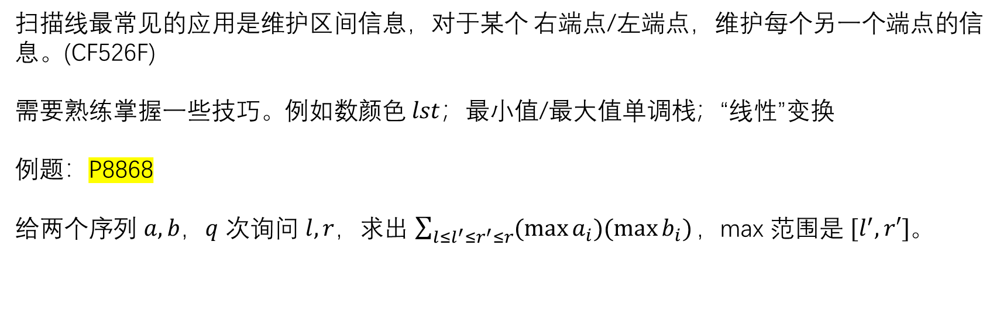 扫描线最常见的应用是维护区间信息，对于某个 右端点/左端点，维护每个另一个端点的信
息。(CF526F)
需要熟练掌握一些技巧。例如数颜色 lst；最小值/最大值单调栈；“线性”变换
例题：P8868
给两个序列 a, b，q 次询问 l, r，求出 ∑_{l≤l′≤r′≤r}(max a_i)(max b_i)，max 范围是 [l′, r′]。